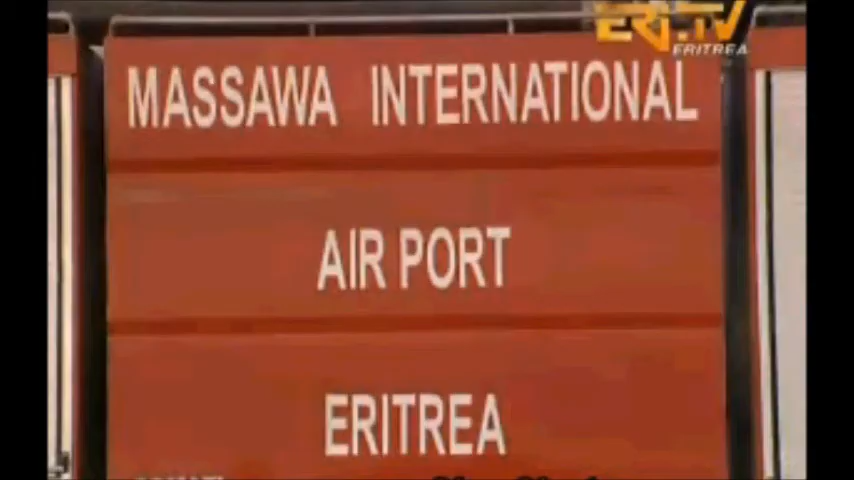 ERI.TV
ERITREA
MASSAWA INTERNATIONAL
AIR PORT
ERITREA